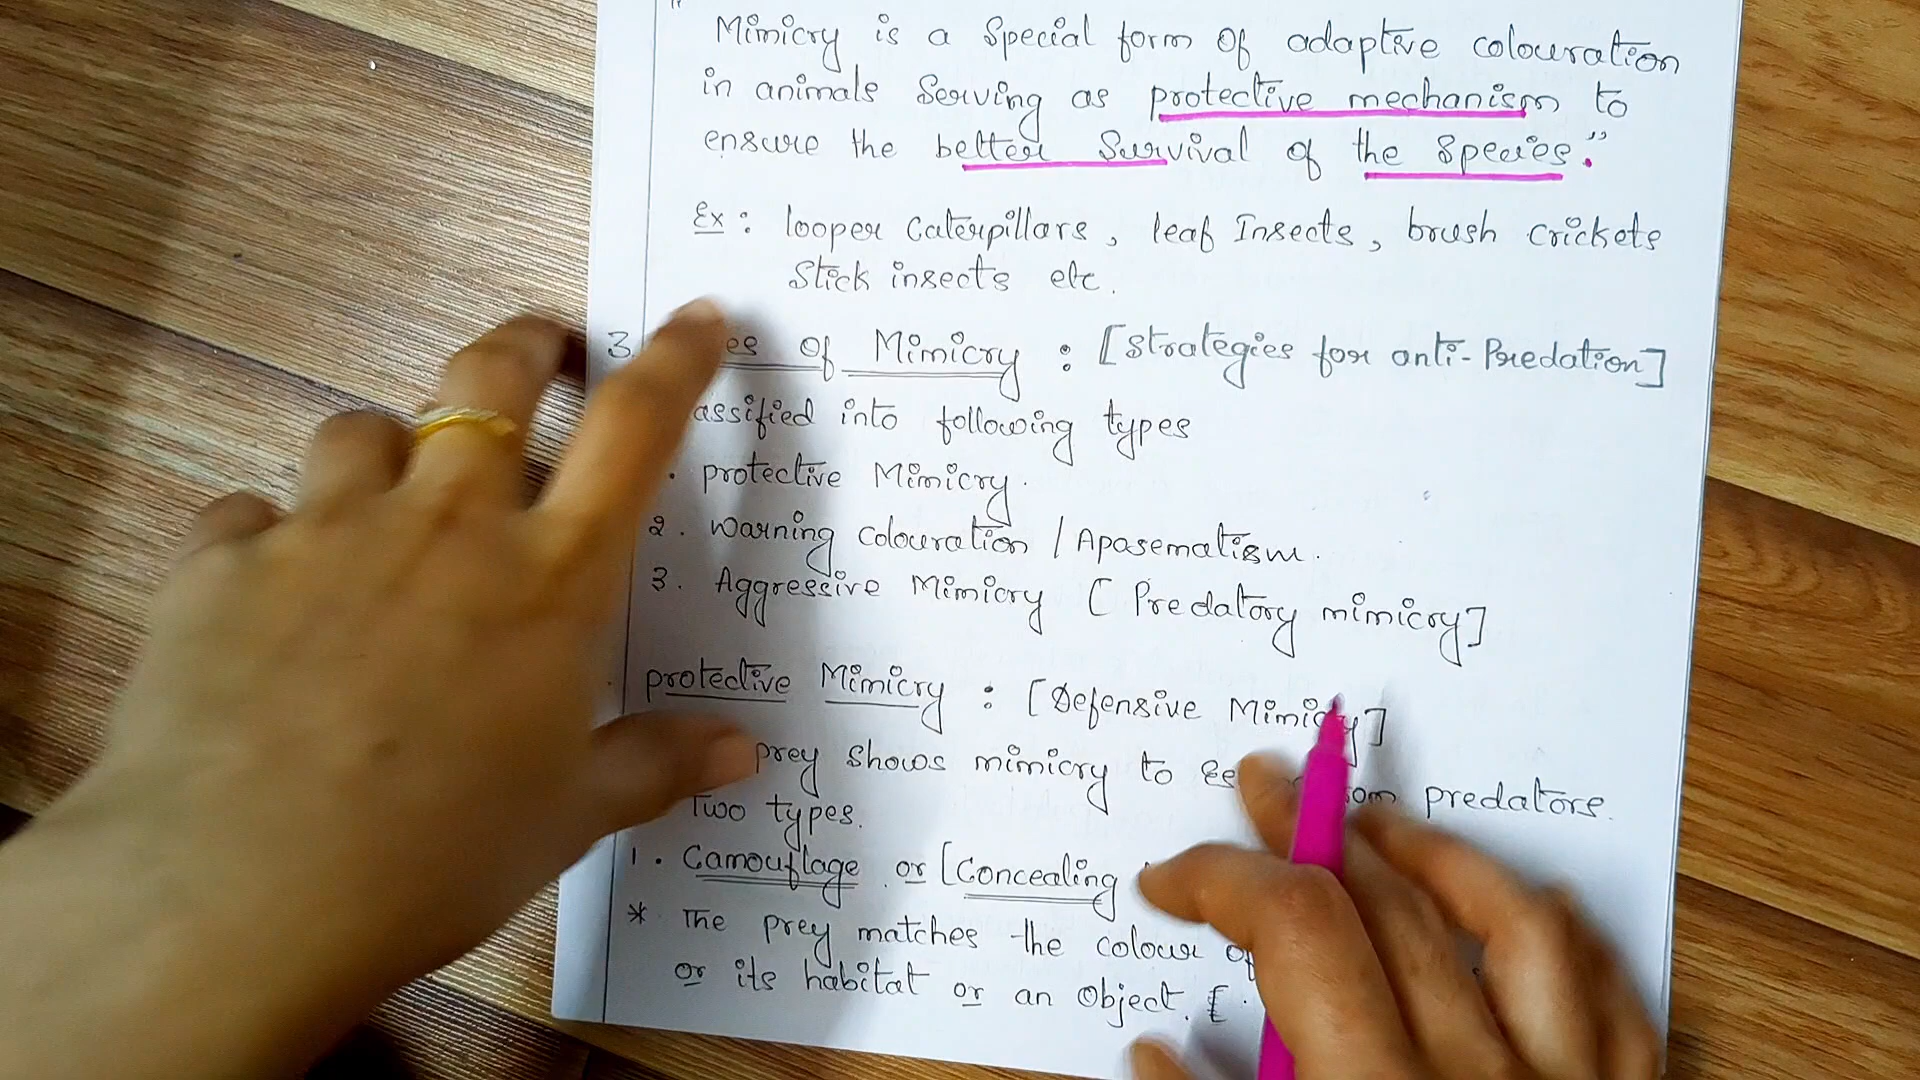 Mimicry is a Special form of adaptive colouration
in animals Serving as protective mechanism to
ensure the better Survival of the Species."
Ex : looper Caterpillars, leaf Insects, brush crickets
Stick insects etc.
3. of Mimicry : [Strategies for anti-Predation]
into following types
. protective Mimicry.
2. Warning Colouration / Apasematism.
3. Aggressive Mimicry [Predatory mimicry]
protective Mimicry : [Defensive Mimicry]
prey shows mimicry to predators.
Two types.
1. Camouflage or [Concealing
* The prey matches the colour of
or its habitat or an Object. [